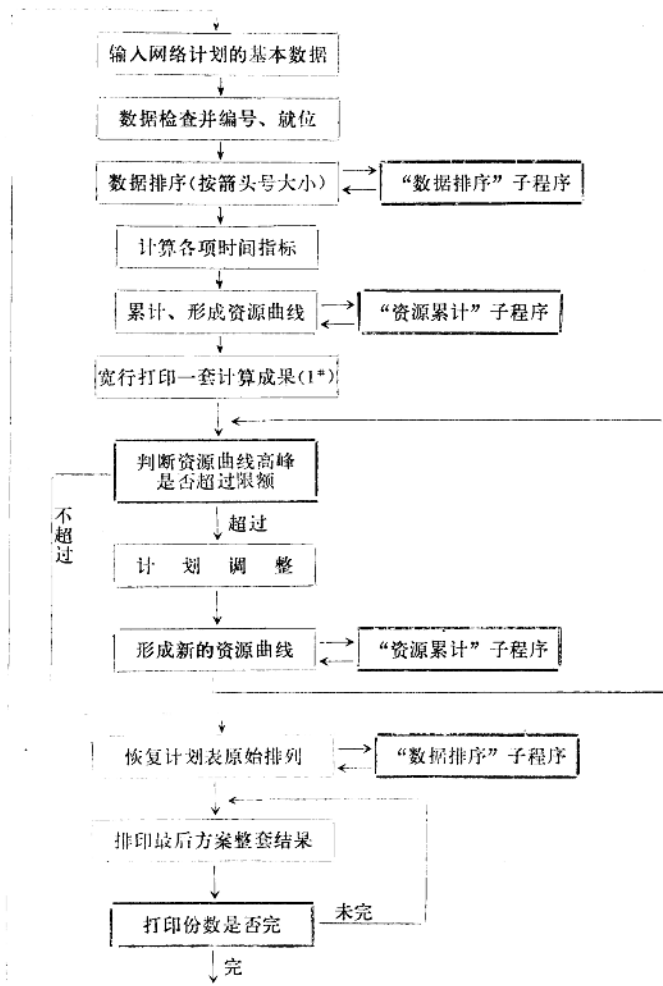 输入网络计划的基本数据
数据检查并编号、就位
数据排序(按箭头号大小)
“数据排序”子程序
计算各项时间指标
累计、形成资源曲线
“资源累计”子程序
宽行打印一套计算成果(1#)
判断资源曲线高峰
是否超过限额
不超过
超过
计划调整
形成新的资源曲线
“资源累计”子程序
恢复计划表原始排列
“数据排序”子程序
排印最后方案整套结果
打印份数是否完
未完
完